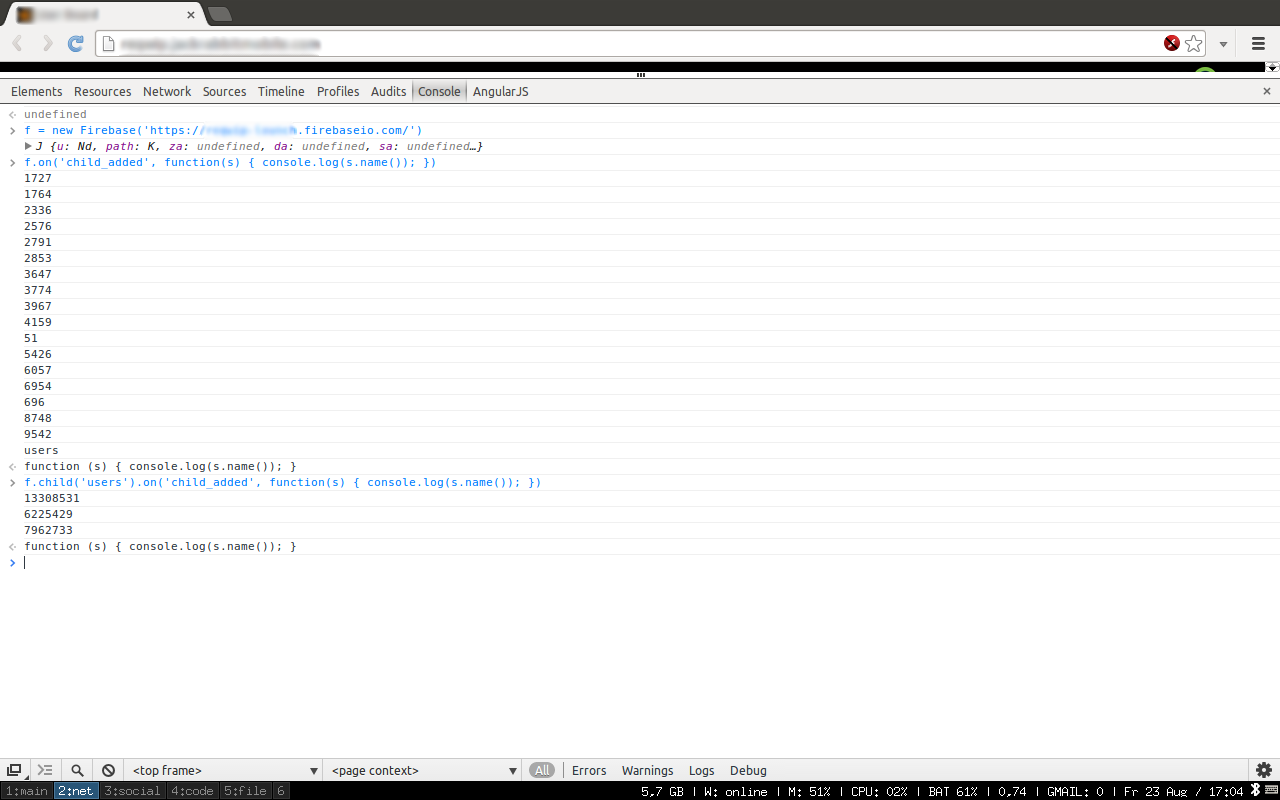 Elements Resources Network Sources Timeline Profiles Audits Console AngularJS
undefined
f = new Firebase('https:// .firebaseio.com/')
J {u: Nd, path: K, za: undefined, da: undefined, sa: undefined…}
f.on('child_added', function(s) { console.log(s.name()); })
1727
1764
2336
2576
2791
2853
3647
3774
3967
4159
51
5426
6057
6954
696
8748
9542
users
function (s) { console.log(s.name()); }
f.child('users').on('child_added', function(s) { console.log(s.name()); })
13308531
6225429
7962733
function (s) { console.log(s.name()); }
<top frame> <page context> All Errors Warnings Logs Debug
1:main 2:net 3:social 4:code 5:file 6 5,7 GB | W: online | M: 51% | CPU: 02% | BAT 61% | 0,74 | GMAIL: 0 | Fr 23 Aug / 17:04